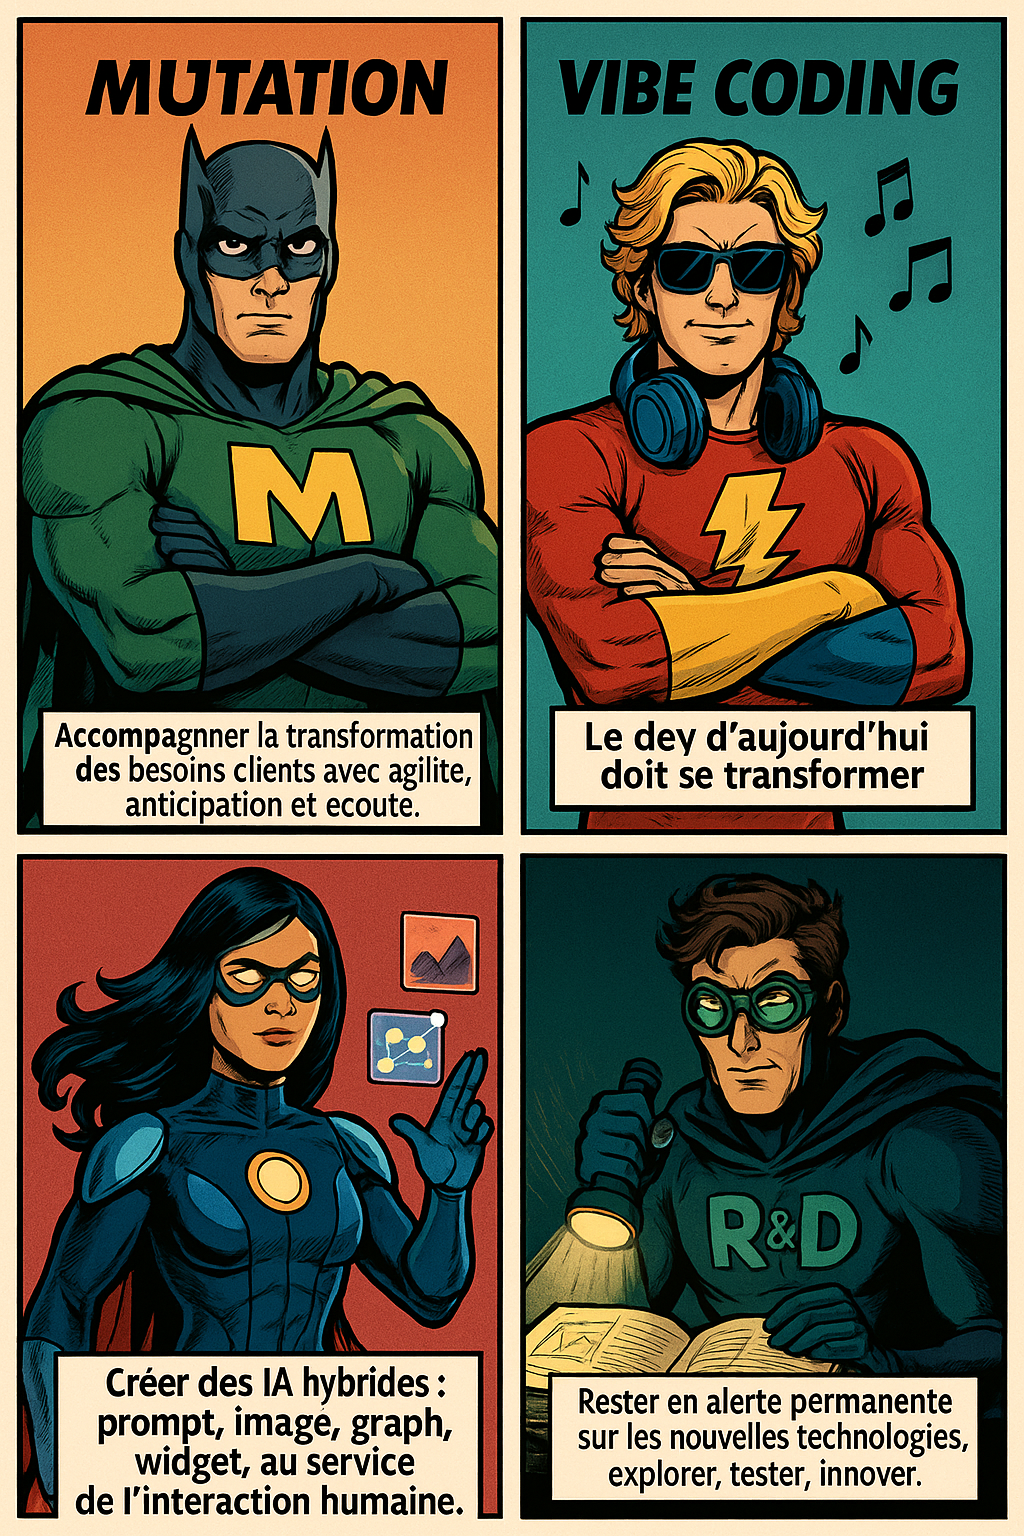 MUTATION
M
Accompagnner la transformation
des besoins clients avec agilite,
anticipation et ecoute.
VIBE CODING
Le dey d'aujourd'hui
doit se transformer
Créer des IA hybrides :
prompt, image, graph,
widget, au service
de l'interaction humaine.
R&D
Rester en alerte permanente
sur les nouvelles technologies,
explorer, tester, innover.